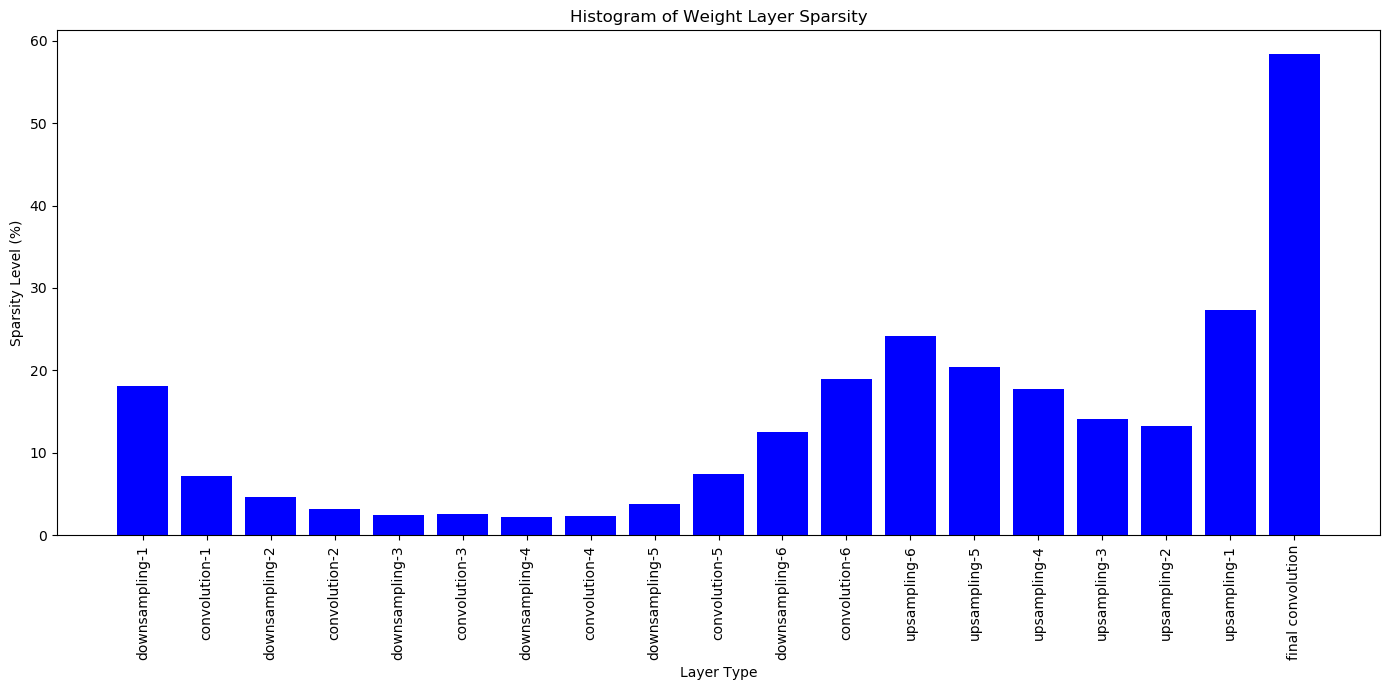 Histogram of Weight Layer Sparsity
60
50
40
30
20
10
0
Sparsity Level (%)
downsampling-1
convolution-1
downsampling-2
convolution-2
downsampling-3
convolution-3
downsampling-4
convolution-4
downsampling-5
convolution-5
downsampling-6
convolution-6
upsampling-6
upsampling-5
upsampling-4
upsampling-3
upsampling-2
upsampling-1
final convolution
Layer Type